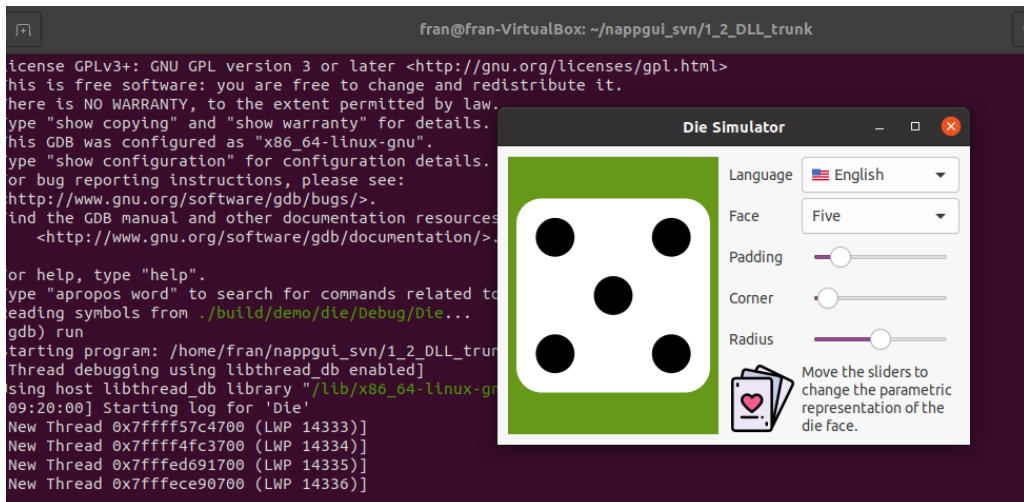 fran@fran-VirtualBox: ~/nappgui_svn/1_2_DLL_trunk
icense GPLv3+: GNU GPL version 3 or later <http://gnu.org/licenses/gpl.html>
his is free software: you are free to change and redistribute it.
here is NO WARRANTY, to the extent permitted by law.
ype "show copying" and "show warranty" for details.
his GDB was configured as "x86_64-linux-gnu".
ype "show configuration" for configuration details.
or bug reporting instructions, please see:
<http://www.gnu.org/software/gdb/bugs/>.
ind the GDB manual and other documentation resources
<http://www.gnu.org/software/gdb/documentation/>.
or help, type "help".
ype "apropos word" to search for commands related to
eading symbols from ./build/demo/die/Debug/Die...
gdb) run
tarting program: /home/fran/nappgui_svn/1_2_DLL_trun
Thread debugging using libthread_db enabled]
sing host libthread_db library "/lib/x86_64-linux-gn
09:20:00] Starting log for 'Die'
New Thread 0x7ffff57c4700 (LWP 14333)]
New Thread 0x7ffff4fc3700 (LWP 14334)]
New Thread 0x7fffed691700 (LWP 14335)]
New Thread 0x7fffece90700 (LWP 14336)]
Die Simulator
Language English
Face Five
Padding
Corner
Radius
Move the sliders to
change the parametric
representation of the
die face.